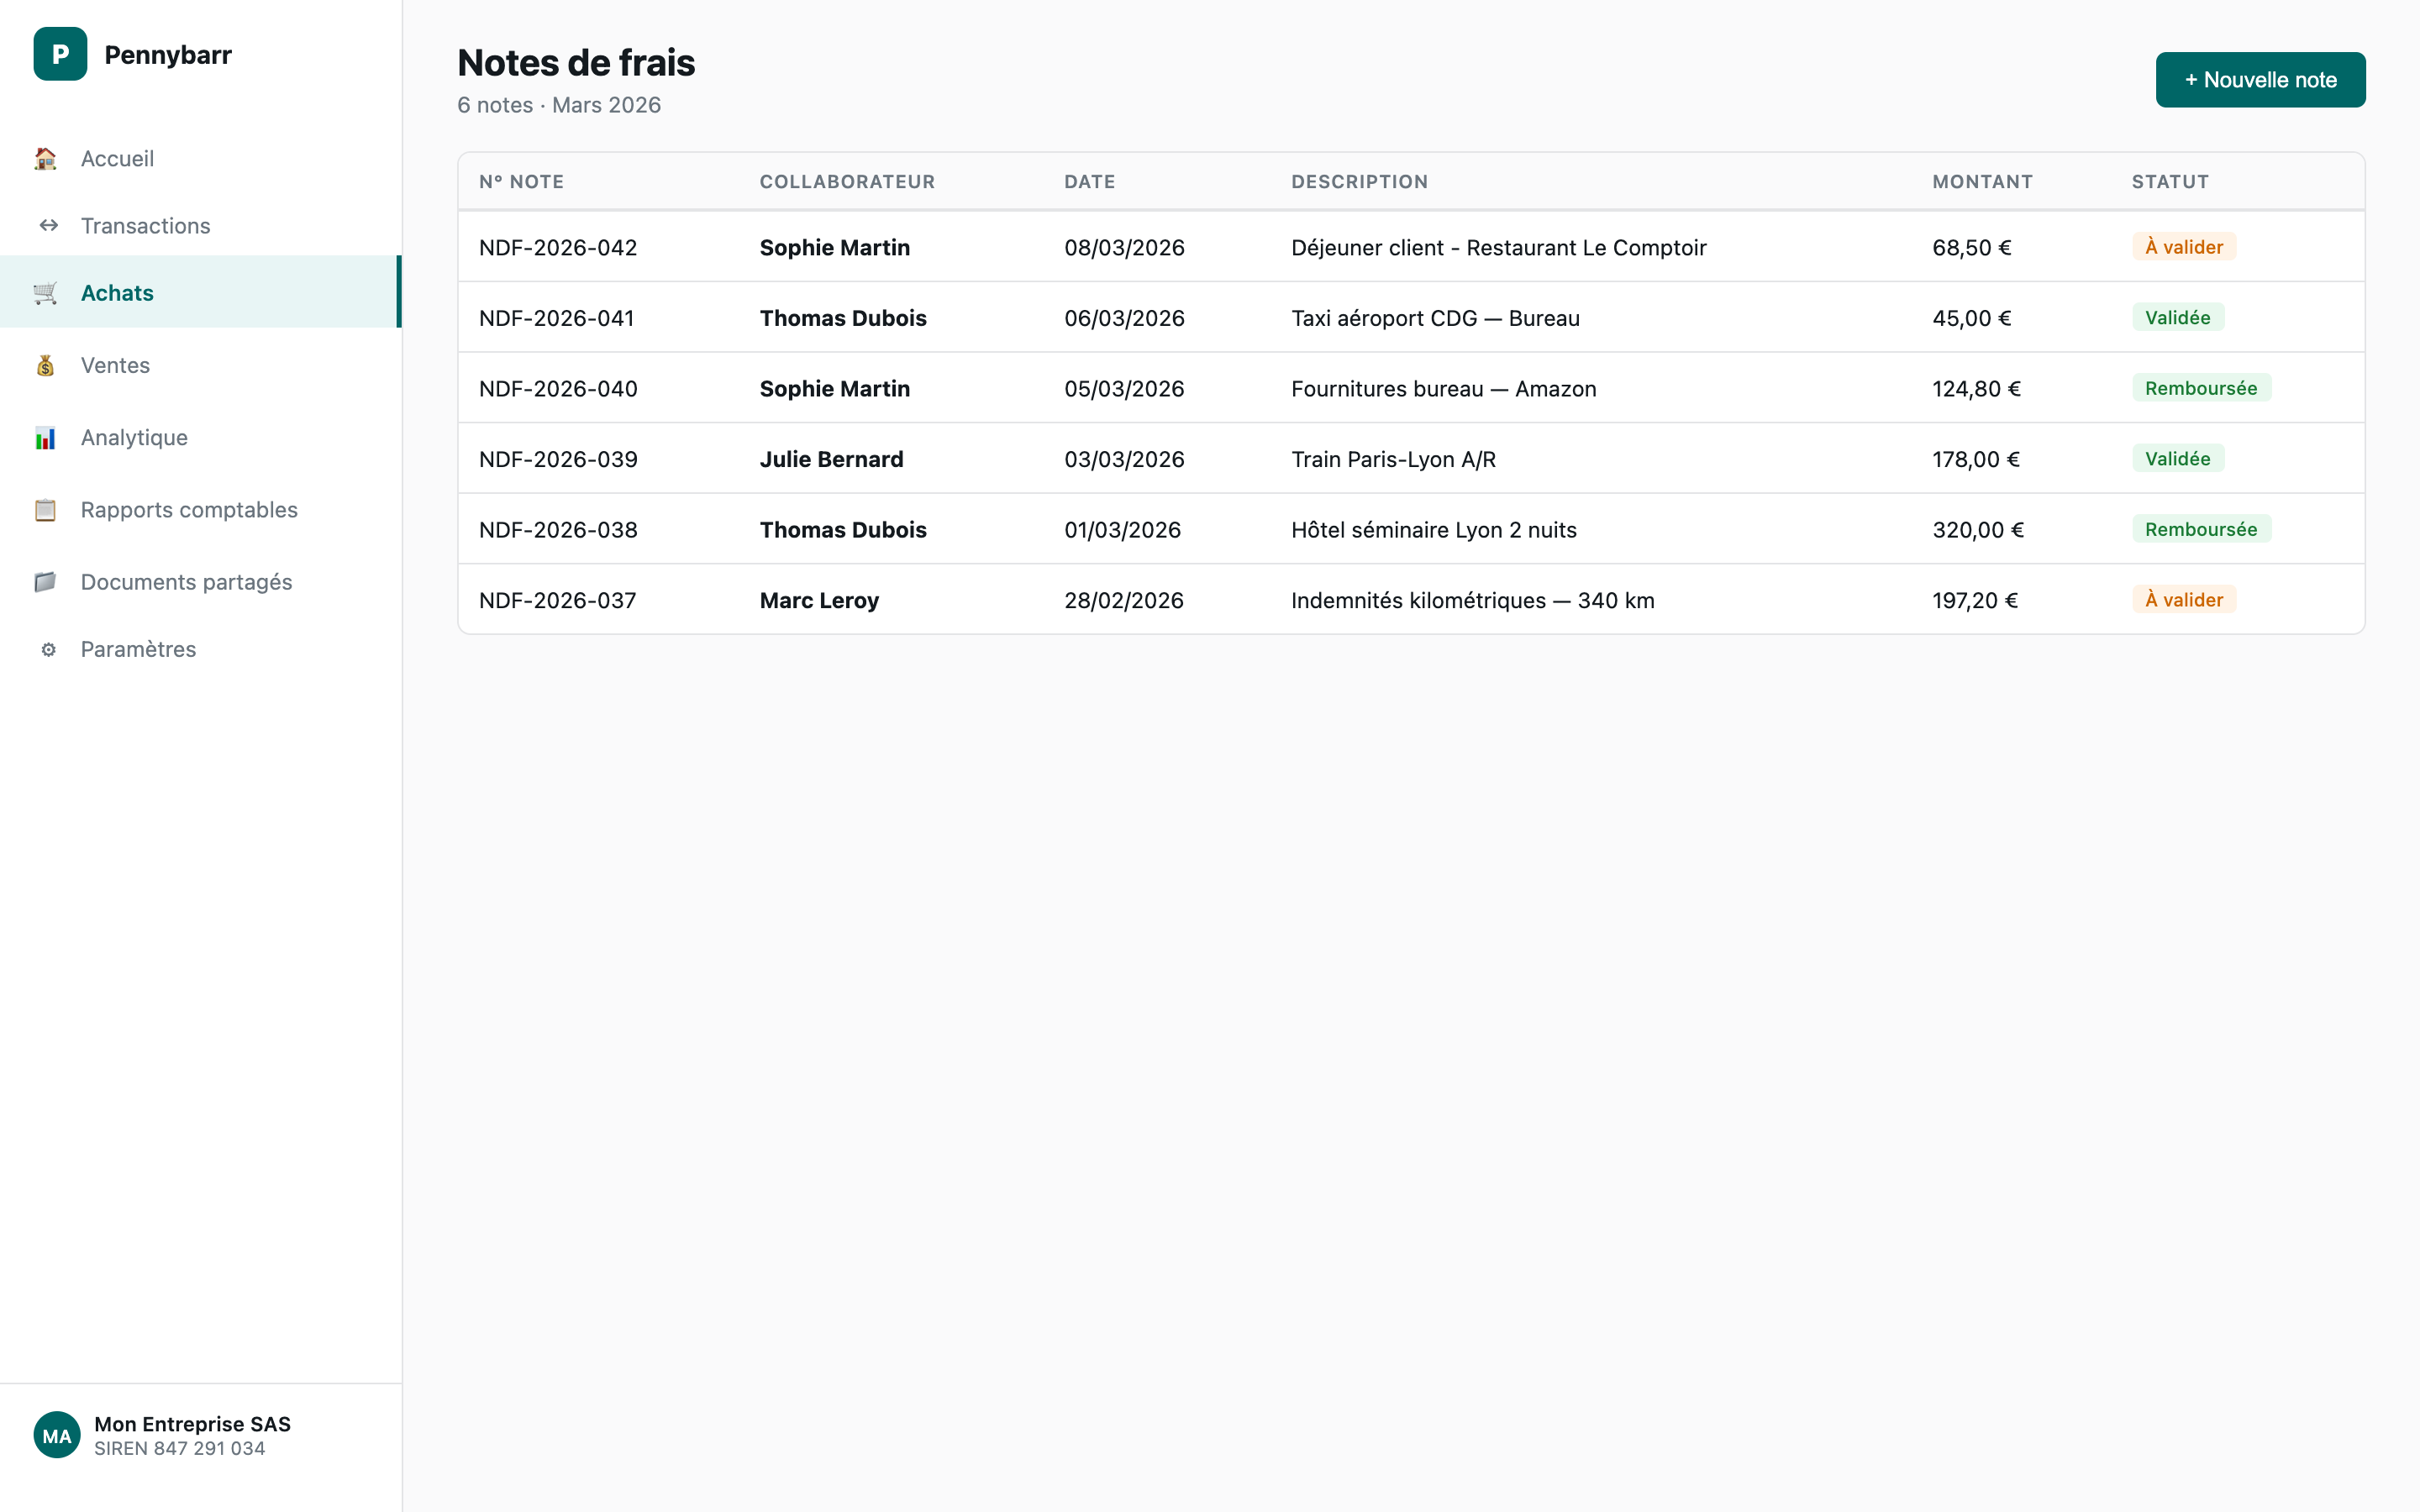 P Pennybarr
Accueil
Transactions
Achats
Ventes
Analytique
Rapports comptables
Documents partagés
Paramètres
MA Mon Entreprise SAS
SIREN 847 291 034
Notes de frais
6 notes · Mars 2026
+ Nouvelle note
N° NOTE COLLABORATEUR DATE DESCRIPTION MONTANT STATUT
NDF-2026-042 Sophie Martin 08/03/2026 Déjeuner client - Restaurant Le Comptoir 68,50 € À valider
NDF-2026-041 Thomas Dubois 06/03/2026 Taxi aéroport CDG — Bureau 45,00 € Validée
NDF-2026-040 Sophie Martin 05/03/2026 Fournitures bureau — Amazon 124,80 € Remboursée
NDF-2026-039 Julie Bernard 03/03/2026 Train Paris-Lyon A/R 178,00 € Validée
NDF-2026-038 Thomas Dubois 01/03/2026 Hôtel séminaire Lyon 2 nuits 320,00 € Remboursée
NDF-2026-037 Marc Leroy 28/02/2026 Indemnités kilométriques — 340 km 197,20 € À valider